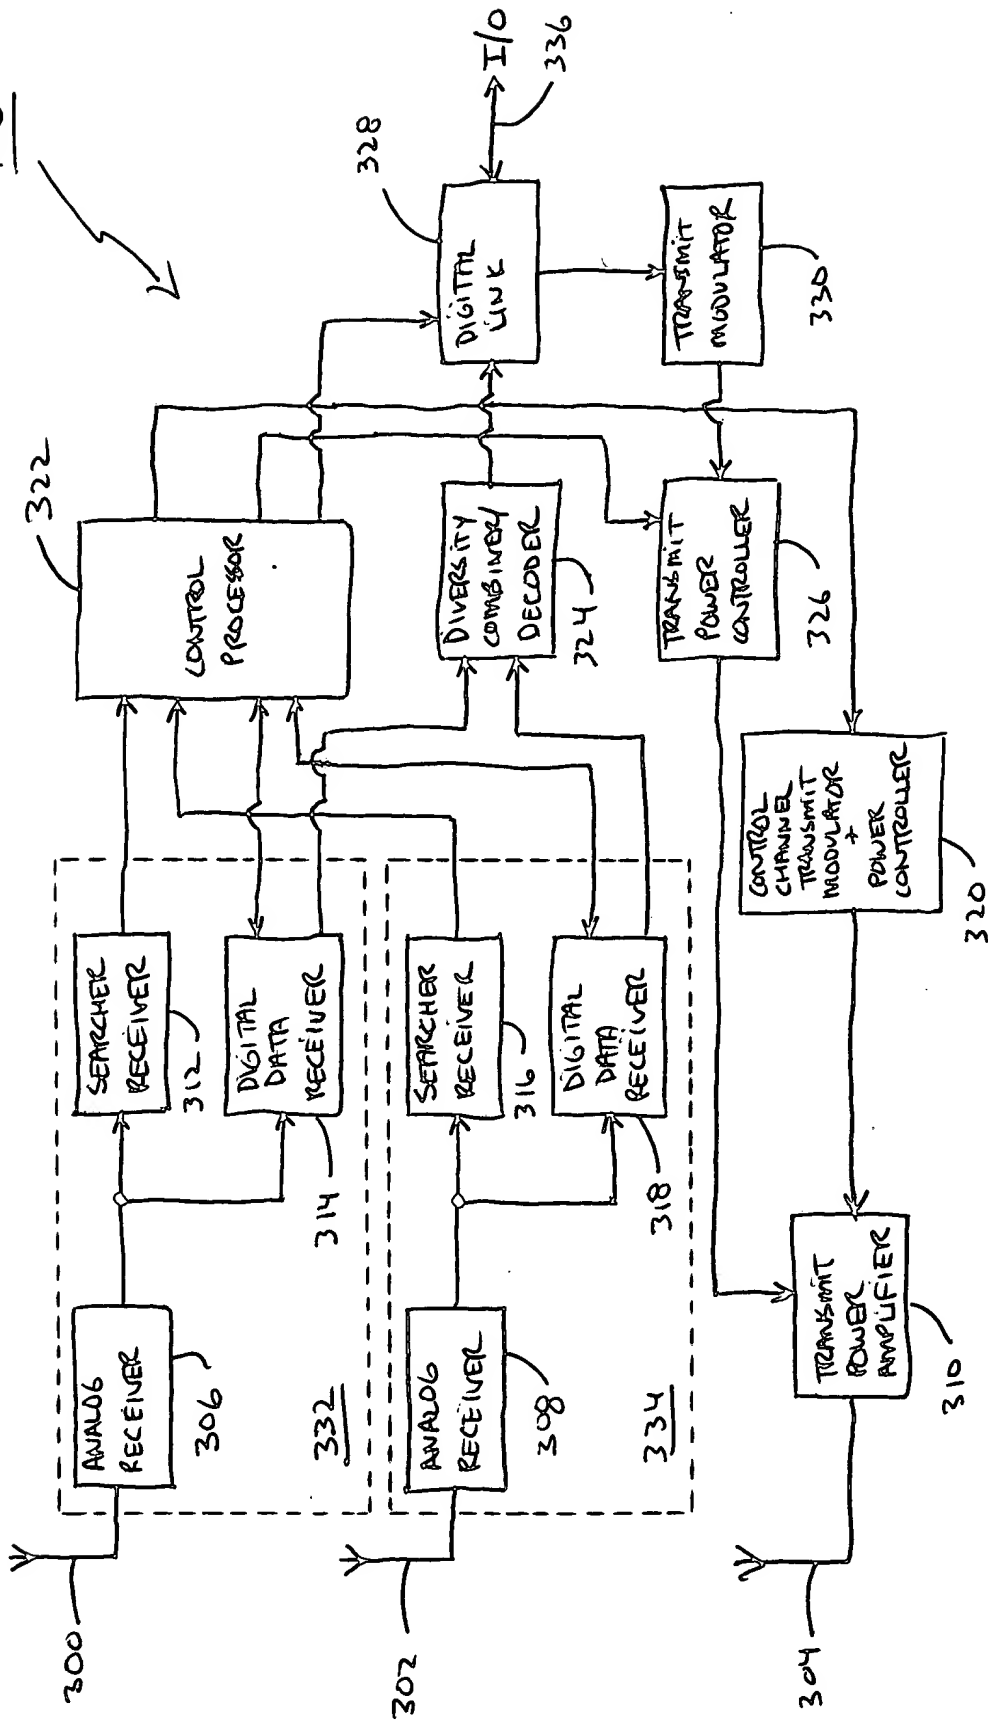 322
CONTROL
PROCESSOR
328
DIGITAL
LINK
I/O
336
300
ANALOG
RECEIVER
306
332
SEARCHER
RECEIVER
312
DIGITAL
DATA
RECEIVER
314
302
ANALOG
RECEIVER
308
334
SEARCHER
RECEIVER
316
DIGITAL
DATA
RECEIVER
318
DIVERSITY
COMBINER/
DECODER
324
TRANSMIT
MODULATOR
330
TRANSMIT
POWER
CONTROLLER
326
304
TRANSMIT
POWER
AMPLIFIER
310
CONTROL
CHANNEL
TRANSMIT
MODULATOR
+
POWER
CONTROLLER
320